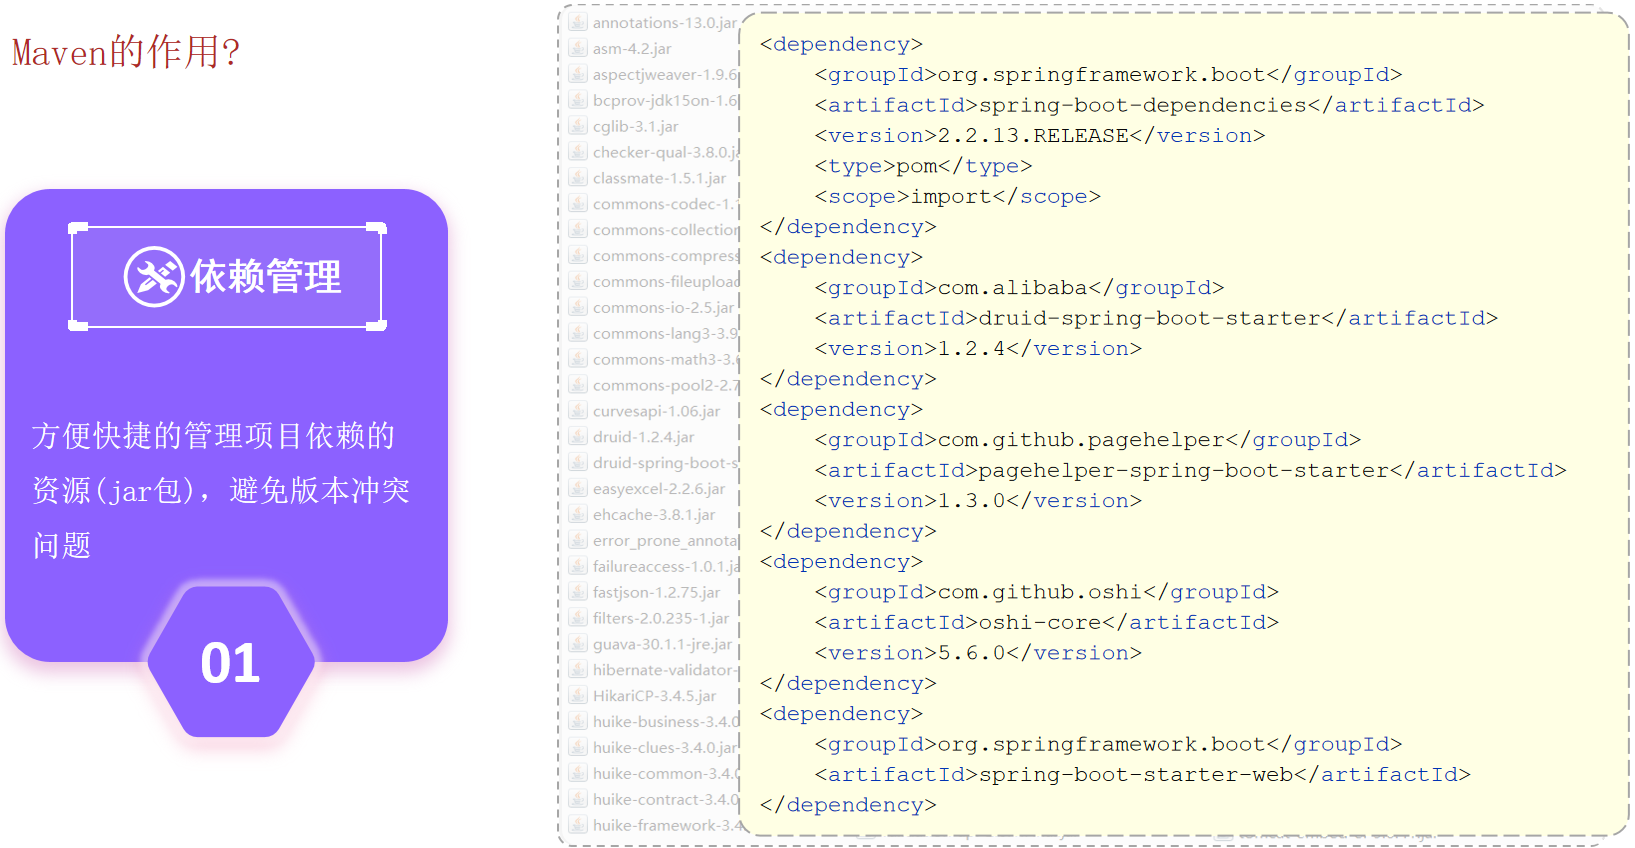 Maven的作用?
依赖管理
方便快捷的管理项目依赖的
资源(jar包)，避免版本冲突
问题
01
annotations-13.0.jar
asm-4.2.jar
aspectjweaver-1.9.6
bcprov-jdk15on-1.6
cglib-3.1.jar
checker-qual-3.8.0.j
classmate-1.5.1.jar
commons-codec-1.1
commons-collection
commons-compress
commons-fileupload
commons-io-2.5.jar
commons-lang3-3.9
commons-math3-3.6
commons-pool2-2.7
curvesapi-1.06.jar
druid-1.2.4.jar
druid-spring-boot-s
easyexcel-2.2.6.jar
ehcache-3.8.1.jar
error_prone_annota
failureaccess-1.0.1.ja
fastjson-1.2.75.jar
filters-2.0.235-1.jar
guava-30.1.1-jre.jar
hibernate-validator-
HikariCP-3.4.5.jar
huike-business-3.4.0
huike-clues-3.4.0.jar
huike-common-3.4.0
huike-contract-3.4.0
huike-framework-3.4
<dependency>
<groupId>org.springframework.boot</groupId>
<artifactId>spring-boot-dependencies</artifactId>
<version>2.2.13.RELEASE</version>
<type>pom</type>
<scope>import</scope>
</dependency>
<dependency>
<groupId>com.alibaba</groupId>
<artifactId>druid-spring-boot-starter</artifactId>
<version>1.2.4</version>
</dependency>
<dependency>
<groupId>com.github.pagehelper</groupId>
<artifactId>pagehelper-spring-boot-starter</artifactId>
<version>1.3.0</version>
</dependency>
<dependency>
<groupId>com.github.oshi</groupId>
<artifactId>oshi-core</artifactId>
<version>5.6.0</version>
</dependency>
<dependency>
<groupId>org.springframework.boot</groupId>
<artifactId>spring-boot-starter-web</artifactId>
</dependency>